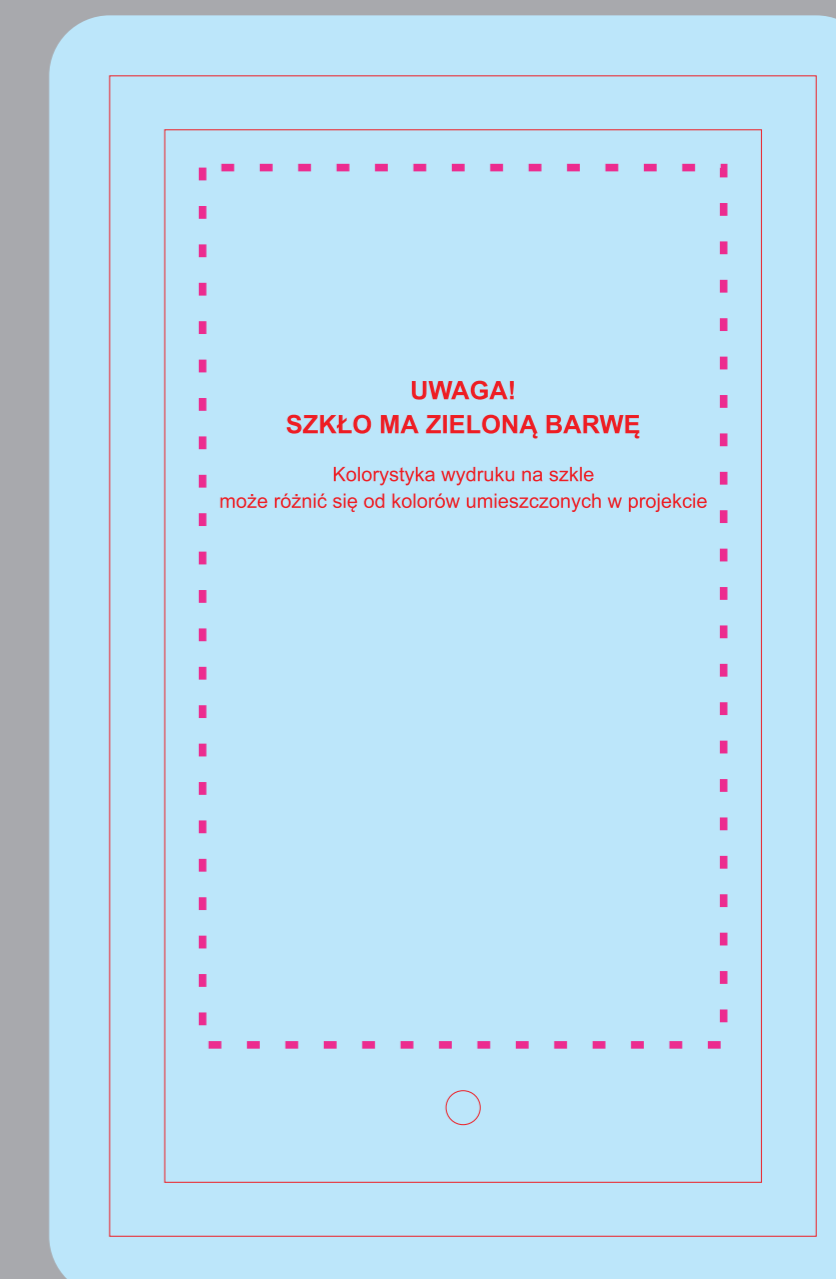 UWAGA!
SZKŁO MA ZIELONĄ BARWĘ
Kolorystyka wydruku na szkle
może różnić się od kolorów umieszczonych w projekcie